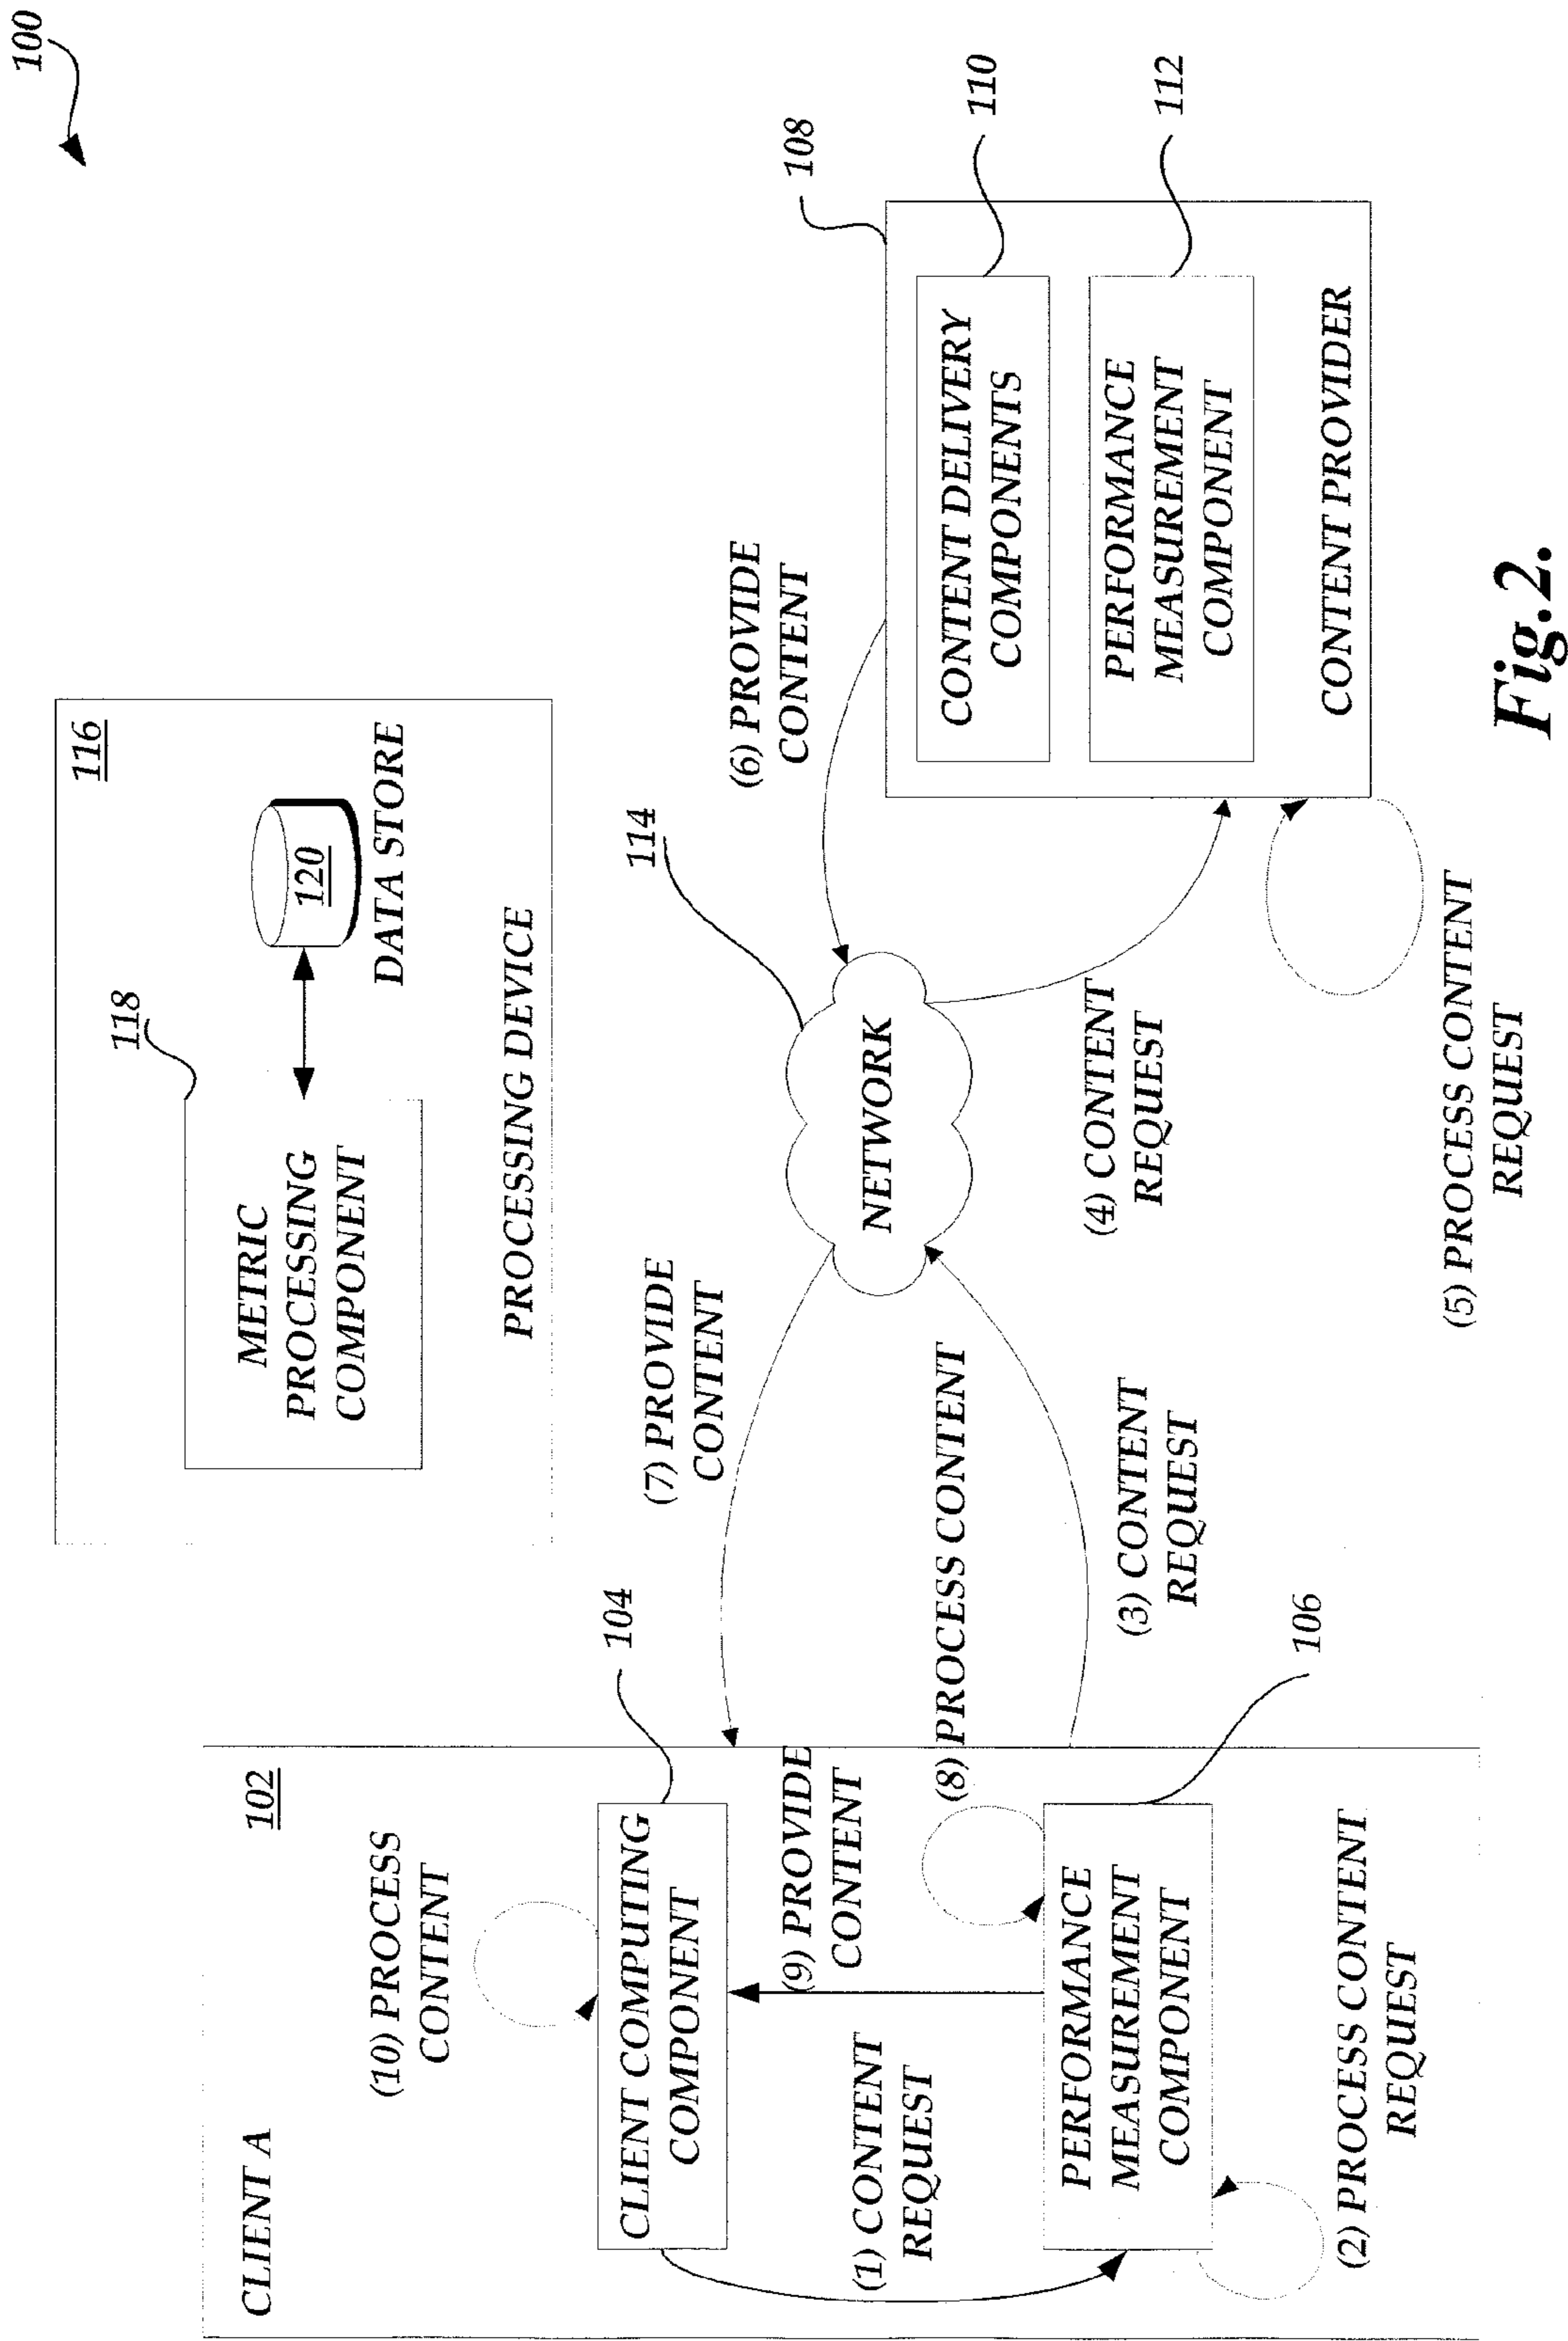 100
116
118
METRIC
PROCESSING
COMPONENT
120
DATA STORE
PROCESSING DEVICE
CLIENT A
102
(10) PROCESS
CONTENT
104
CLIENT COMPUTING
COMPONENT
(9) PROVIDE
CONTENT
(1) CONTENT
REQUEST
(8) PROCESS CONTENT
PERFORMANCE
MEASUREMENT
COMPONENT
106
(2) PROCESS CONTENT
REQUEST
(7) PROVIDE
CONTENT
(3) CONTENT
REQUEST
114
NETWORK
(6) PROVIDE
CONTENT
(4) CONTENT
REQUEST
108
CONTENT DELIVERY
COMPONENTS
110
PERFORMANCE
MEASUREMENT
COMPONENT
112
CONTENT PROVIDER
(5) PROCESS CONTENT
REQUEST
Fig.2.